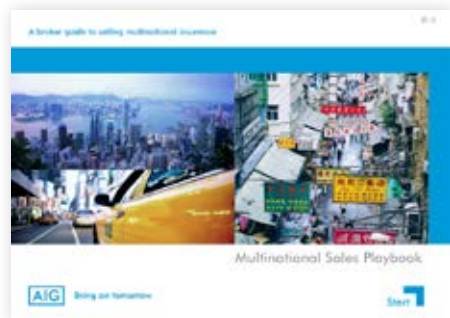 A broker guide to selling multinational insurance
Multinational Sales Playbook
AIG
Bring on tomorrow
Start